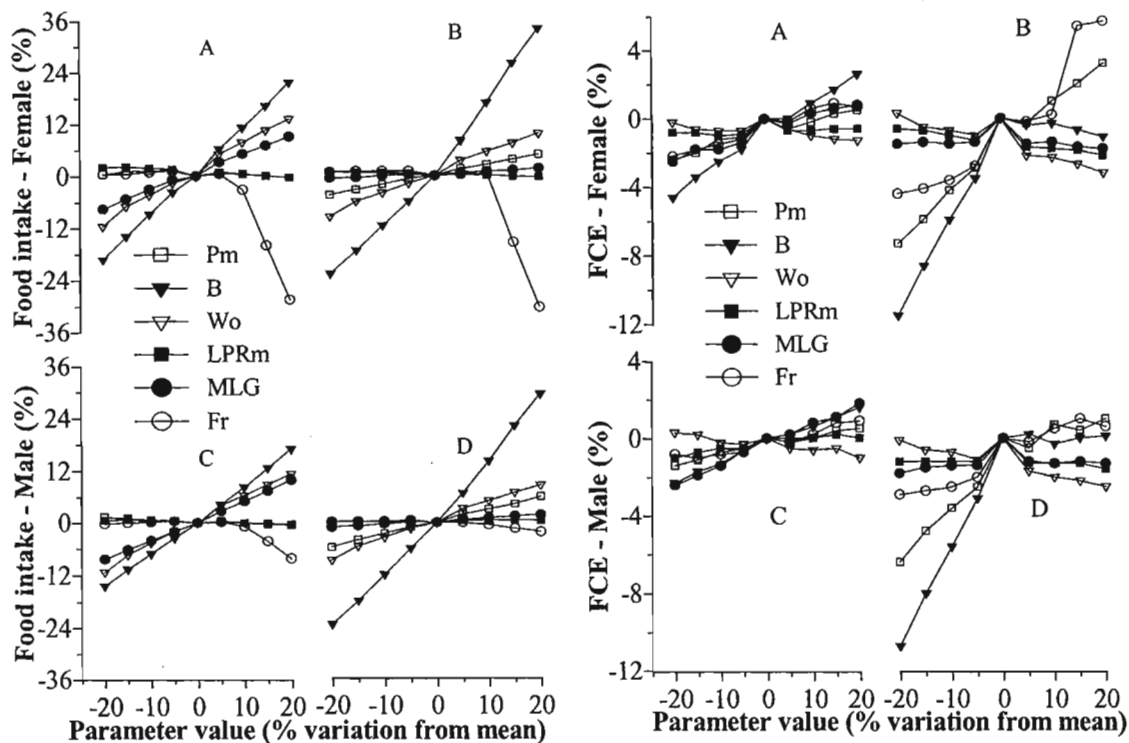 Food intake - Female (%)
36
24
12
0
-12
-24
-36
A
B
Pm
B
Wo
LPRm
MLG
Fr
Food intake - Male (%)
36
24
12
0
-12
-24
-36
C
D
-20 -10 0 10 20
-20 -10 0 10 20
Parameter value (% variation from mean)
FCE - Female (%)
4
0
-4
-8
-12
A
B
Pm
B
Wo
LPRm
MLG
Fr
FCE - Male (%)
4
0
-4
-8
-12
C
D
-20 -10 0 10 20
-20 -10 0 10 20
Parameter value (% variation from mean)